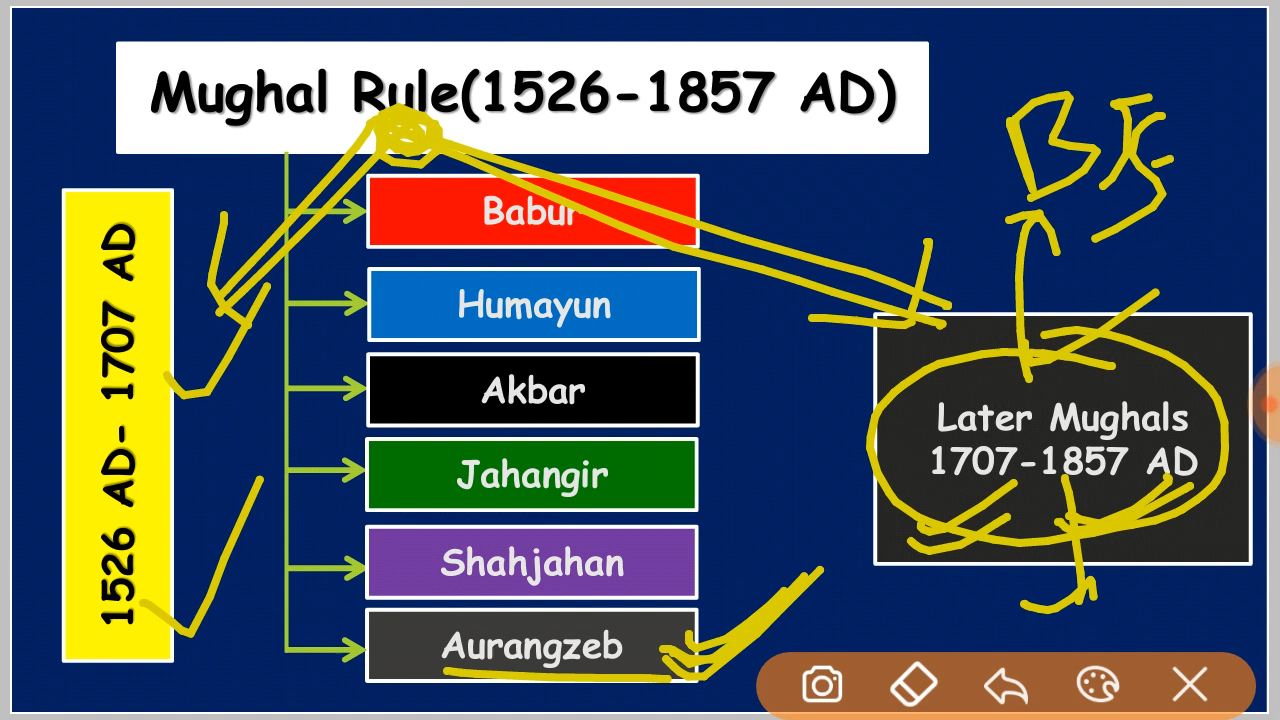 Mughal Rule(1526-1857 AD)
1526 AD- 1707 AD
Babur
Humayun
Akbar
Jahangir
Shahjahan
Aurangzeb
Later Mughals
1707-1857 AD